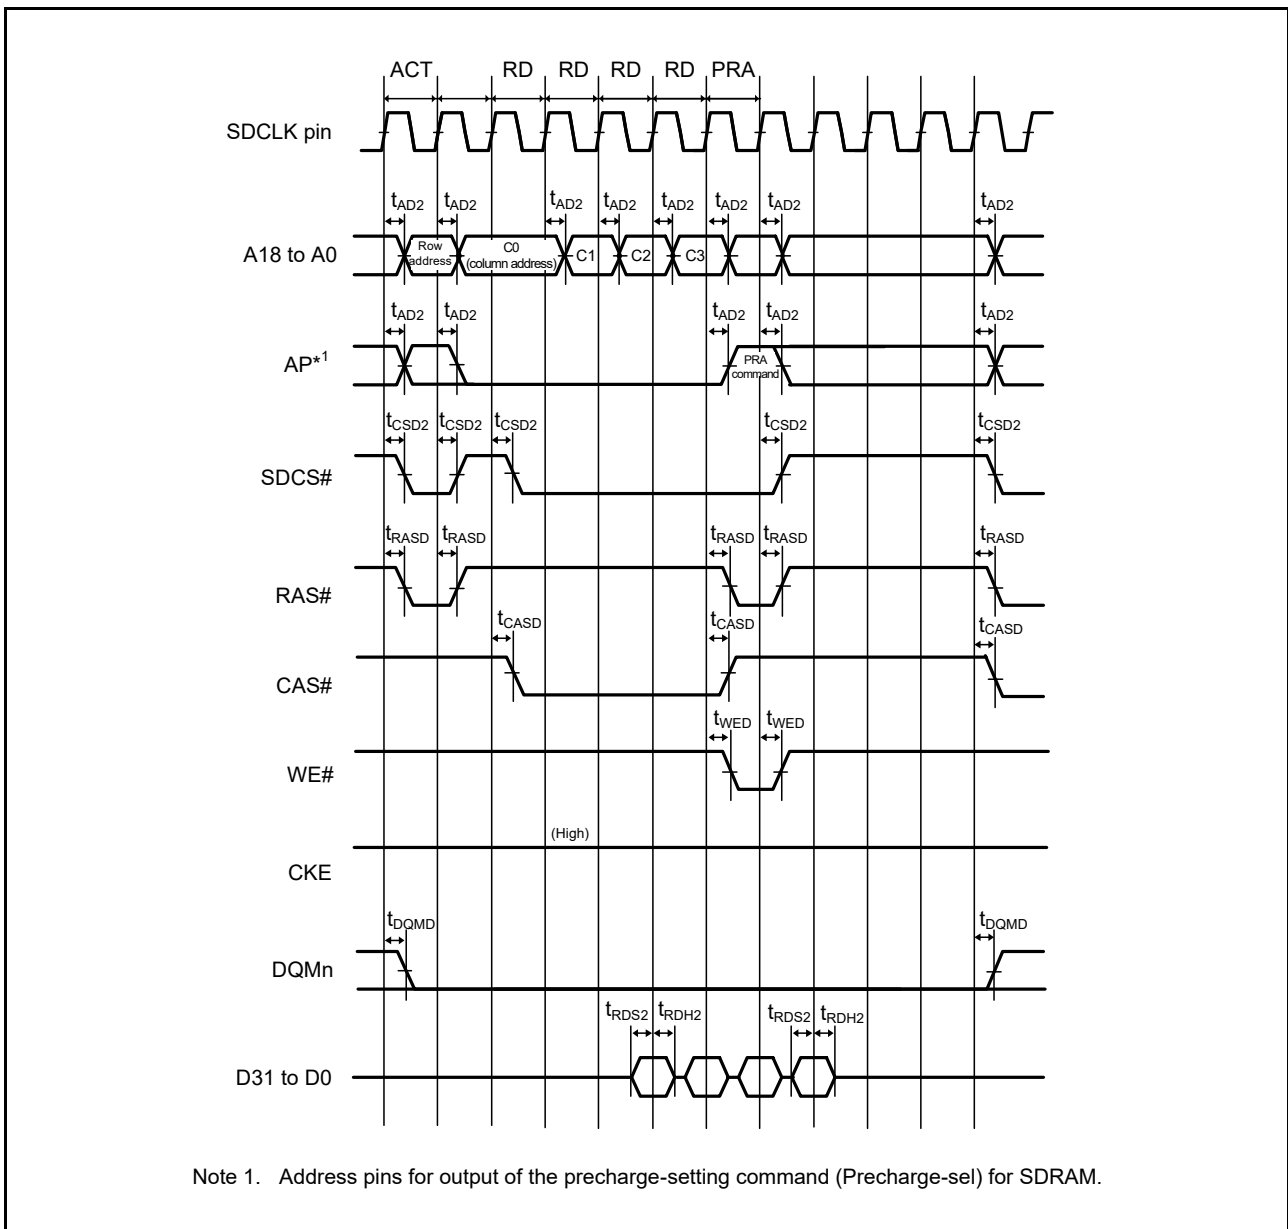 ACT RD RD RD RD PRA
SDCLK pin
tAD2 tAD2 tAD2 tAD2 tAD2 tAD2 tAD2 tAD2
A18 to A0
Row address
C0 (column address)
C1
C2
C3
tAD2 tAD2 tAD2 tAD2 tAD2
AP*1
PRA command
tCSD2 tCSD2 tCSD2 tCSD2 tCSD2
SDCS#
tRASD tRASD tRASD tRASD tRASD
RAS#
tCASD tCASD tCASD
CAS#
tWED tWED
WE#
(High)
CKE
tDQMD tDQMD
DQMn
tRDS2 tRDH2 tRDS2 tRDH2
D31 to D0
Note 1. Address pins for output of the precharge-setting command (Precharge-sel) for SDRAM.